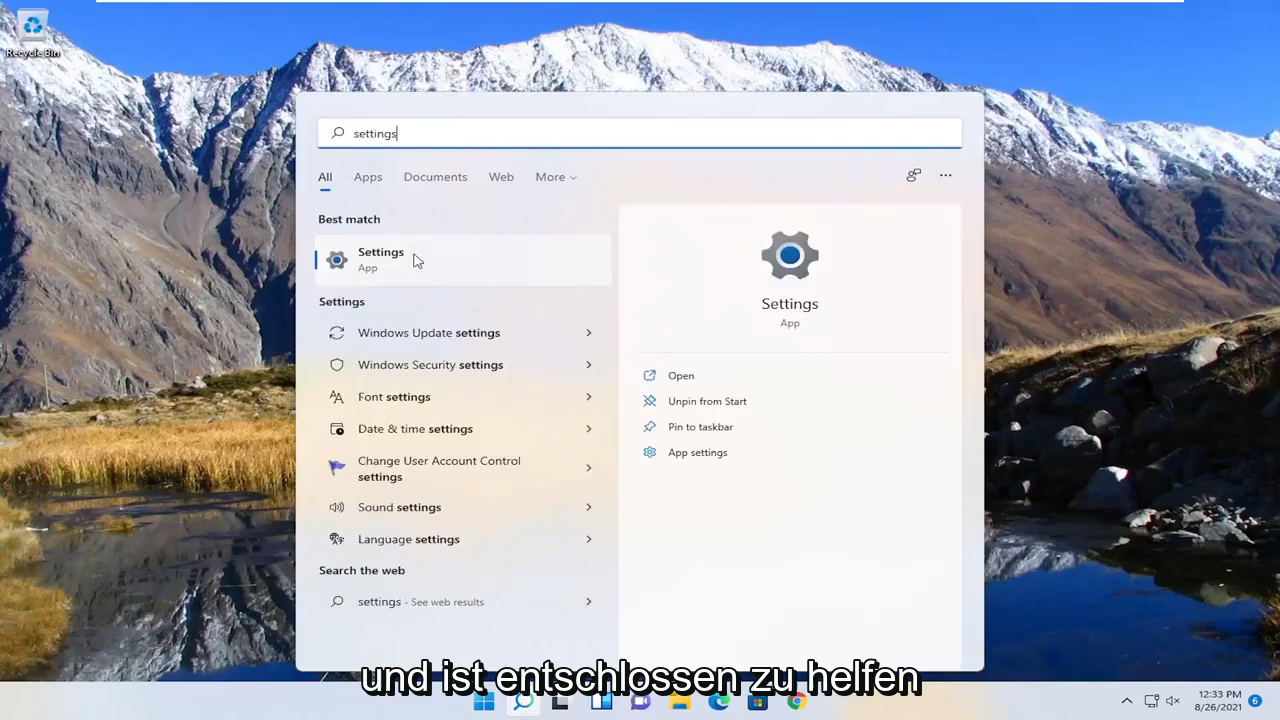 Recycle Bin
settings
All Apps Documents Web More
Best match
Settings
App
Settings
Windows Update settings
Windows Security settings
Font settings
Date & time settings
Change User Account Control
settings
Sound settings
Language settings
Search the web
settings - See web results
Settings
App
Open
Unpin from Start
Pin to taskbar
App settings
und ist entschlossen zu helfen
12:33 PM
8/26/2021
6